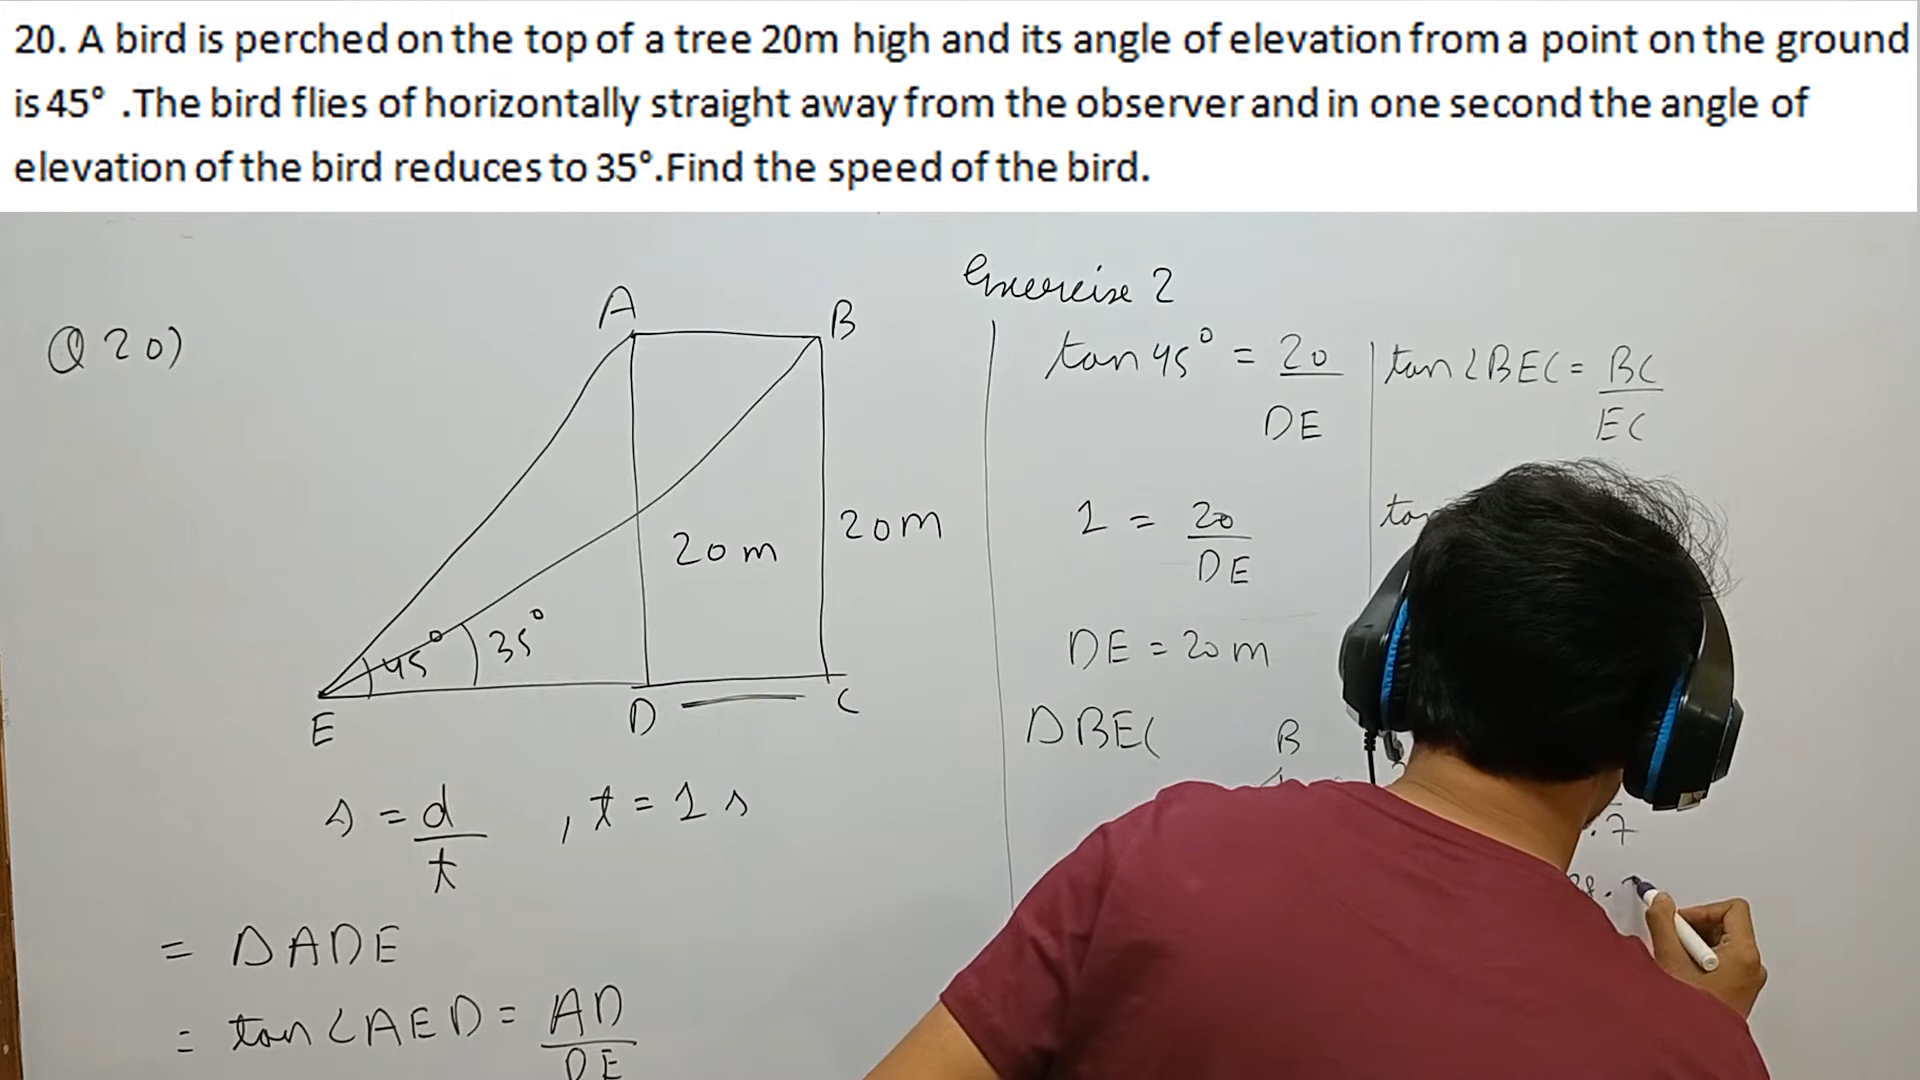 20. A bird is perched on the top of a tree 20m high and its angle of elevation from a point on the ground
is 45° .The bird flies of horizontally straight away from the observer and in one second the angle of
elevation of the bird reduces to 35°.Find the speed of the bird.
Exercise 2
Q 20)
A
B
20 m
20m
45°
35°
E
D
C
s = d/t , t = 1 s
= ΔADE
= tan∠AED = AD/DE
tan 45° = 20/DE
1 = 20/DE
DE = 20 m
ΔBEC
B
tan∠BEC = BC/EC
.7